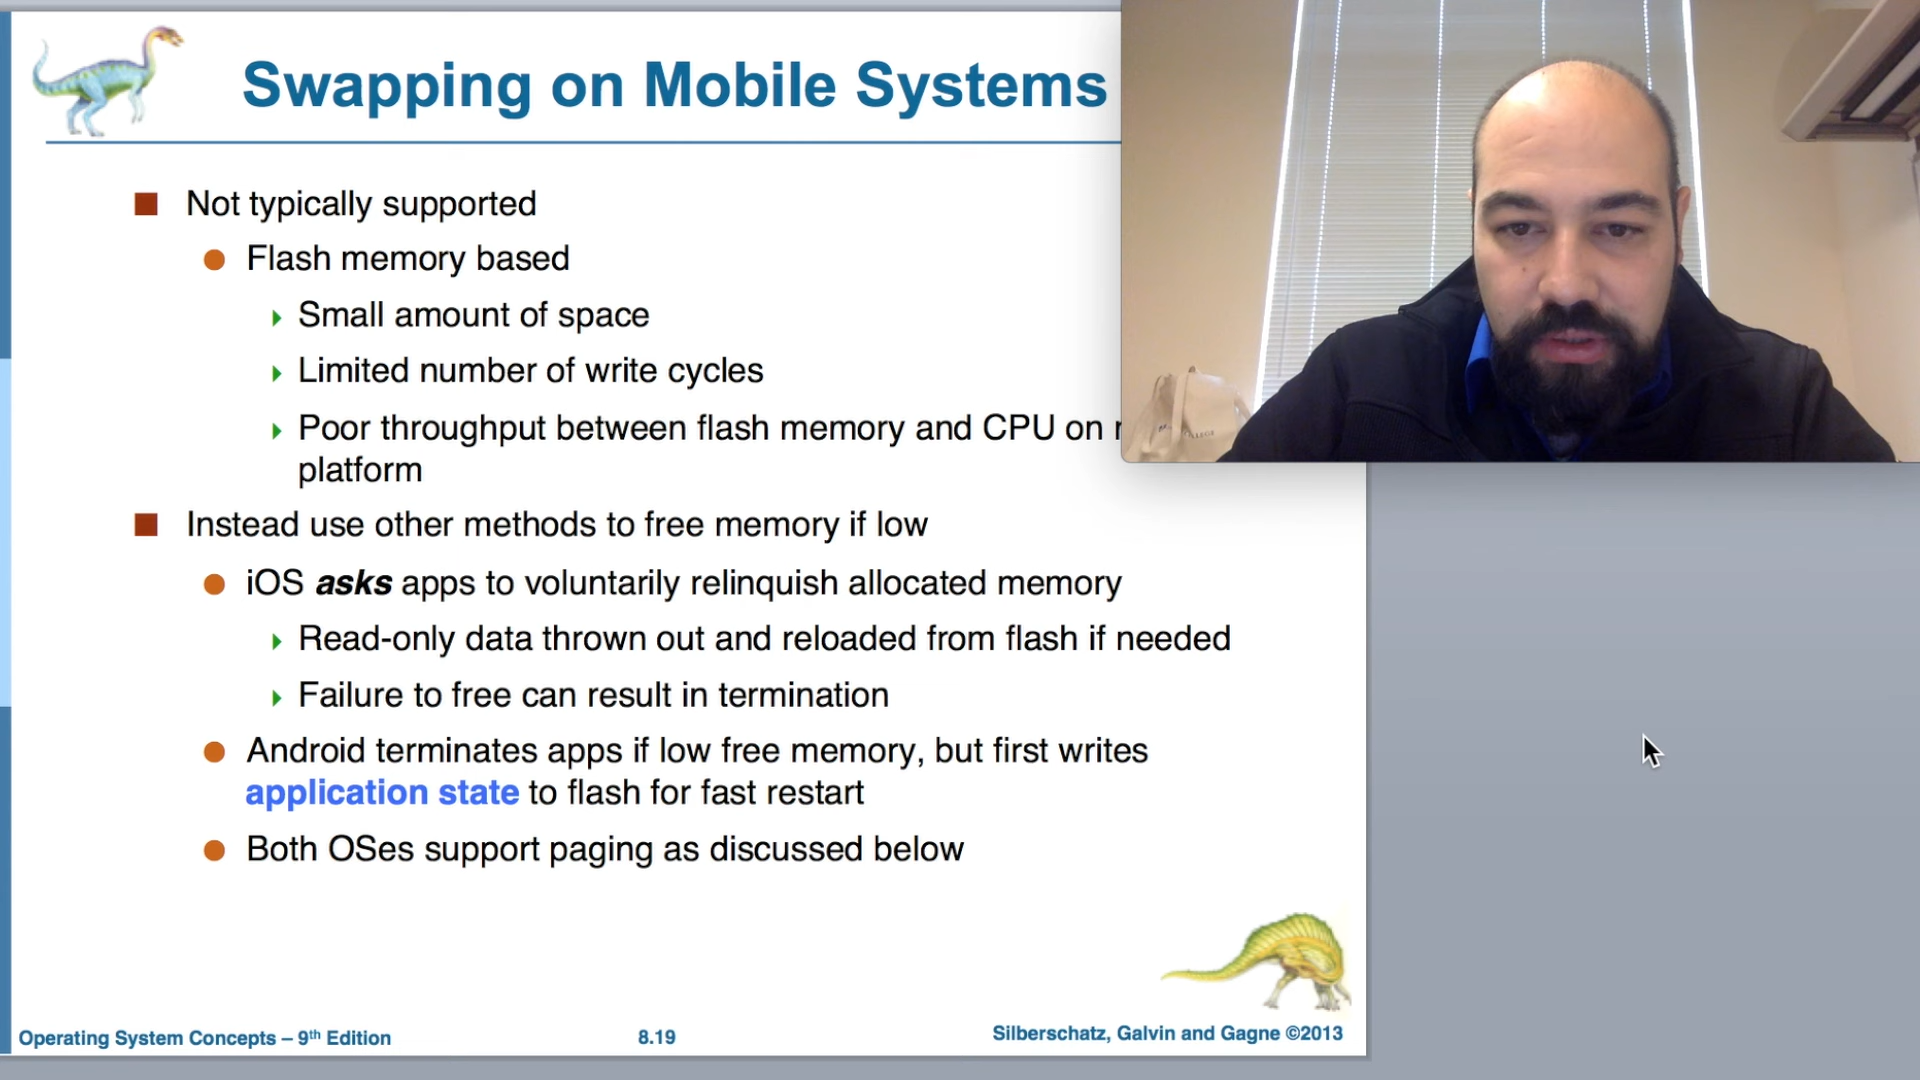 Swapping on Mobile Systems
Not typically supported
Flash memory based
Small amount of space
Limited number of write cycles
Poor throughput between flash memory and CPU on
platform
Instead use other methods to free memory if low
iOS asks apps to voluntarily relinquish allocated memory
Read-only data thrown out and reloaded from flash if needed
Failure to free can result in termination
Android terminates apps if low free memory, but first writes
application state to flash for fast restart
Both OSes support paging as discussed below
Operating System Concepts – 9th Edition
8.19
Silberschatz, Galvin and Gagne ©2013